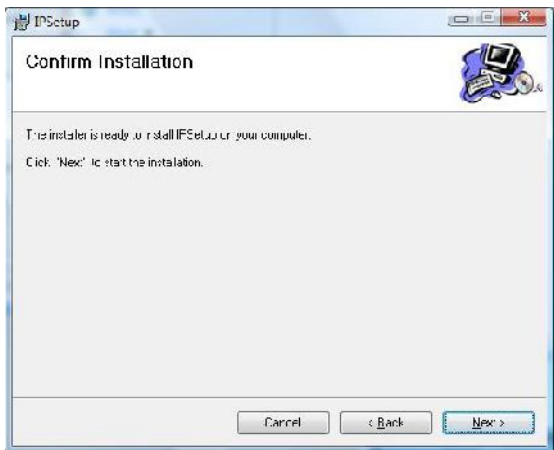 IPSetup
Confirm Installation
The installer is ready to install IPSetup on your computer.
Click "Next" to start the installation.
Cancel
< Back
Next >